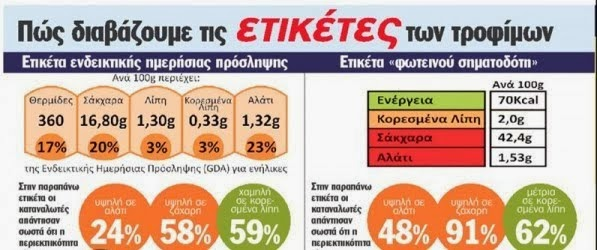 Πώς διαβάζουμε τις ΕΤΙΚΕΤΕΣ των τροφίμων
Ετικέτα ενδεικτικής ημερήσιας πρόσληψης
Ανά 100g περιέχει:
Θερμίδες
360
17%
Σάκχαρα
16,80g
20%
Λίπη
1,30g
3%
Κορεσμένα
Λίπη
0,33g
3%
Αλάτι
1,32g
23%
της Ενδεικτικής Ημερήσιας Πρόσληψης (GDA) για ενήλικες
Στην παραπάνω
ετικέτα οι
καταναλωτές
απάντησαν
σωστά ότι η
περιεκτικότητα
υψηλή σε
αλάτι
24%
υψηλή σε
ζάχαρη
58%
χαμηλή
σε κορε-
σμένα λίπη
59%
Ετικέτα «φωτεινού σηματοδότη»
Ανά 100g
Ενέργεια 70Kcal
Κορεσμένα Λίπη 2,0g
Σάκχαρα 42,4g
Αλάτι 1,53g
Στην παραπάνω
ετικέτα οι
καταναλωτές
απάντησαν
σωστά ότι η
περιεκτικότητα
υψηλή σε
αλάτι
48%
υψηλή σε
ζάχαρη
91%
μέτρια
σε κορε-
σμένα λίπη
62%